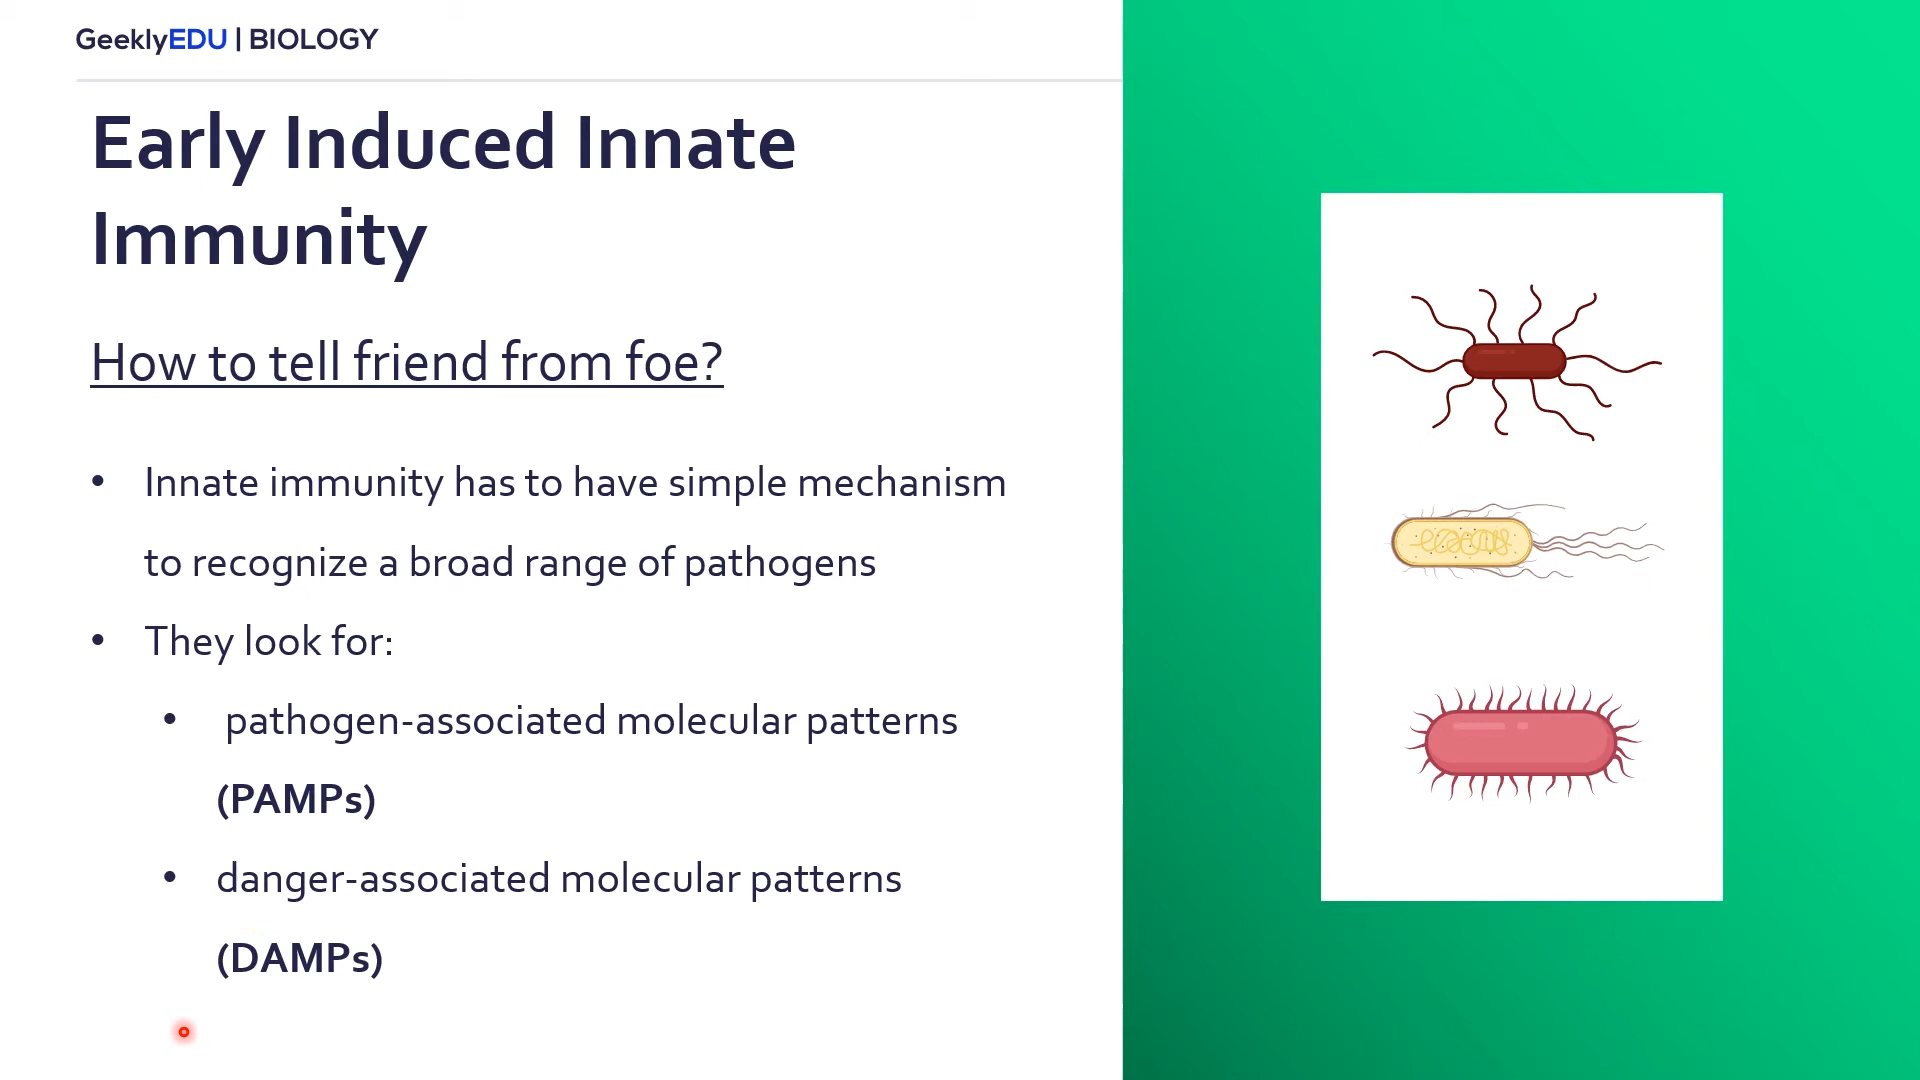 GeeklyEDU | BIOLOGY
Early Induced Innate
Immunity
How to tell friend from foe?
• Innate immunity has to have simple mechanism
to recognize a broad range of pathogens
• They look for:
• pathogen-associated molecular patterns
(PAMPs)
• danger-associated molecular patterns
(DAMPs)